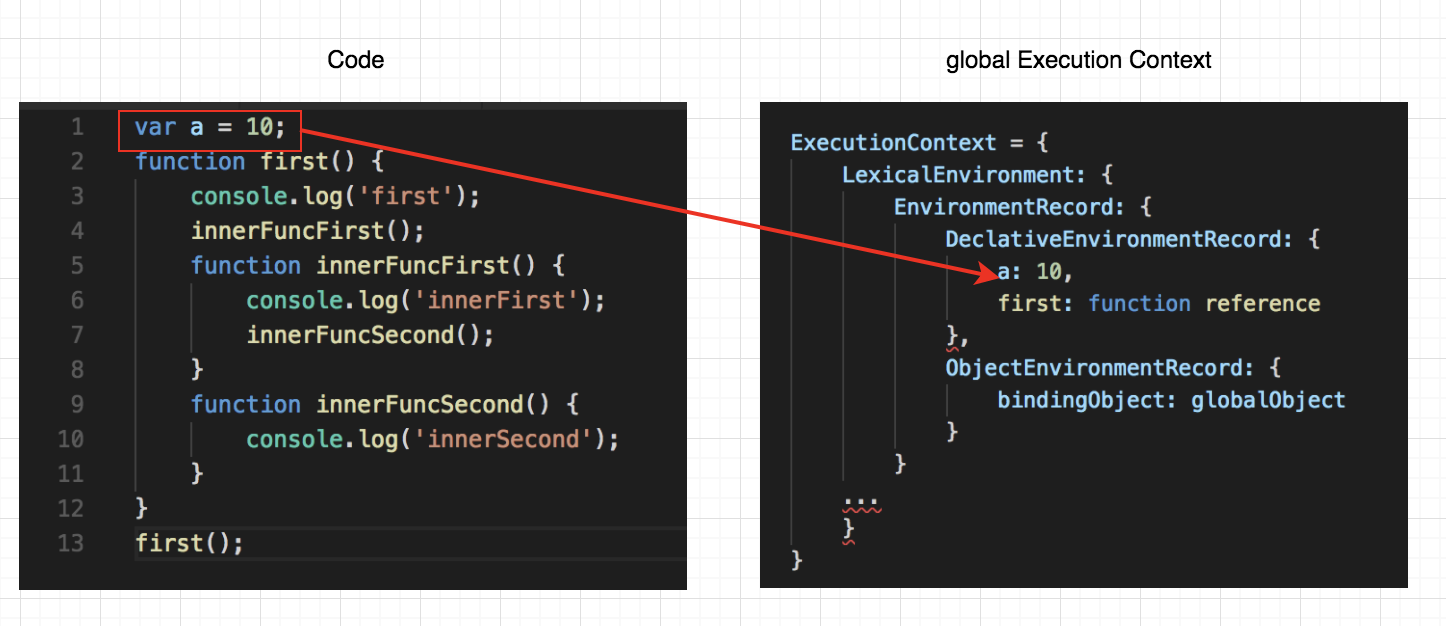 Code
1 var a = 10;
2 function first() {
3     console.log('first');
4     innerFuncFirst();
5     function innerFuncFirst() {
6         console.log('innerFirst');
7         innerFuncSecond();
8     }
9     function innerFuncSecond() {
10         console.log('innerSecond');
11     }
12 }
13 first();
global Execution Context
ExecutionContext = {
    LexicalEnvironment: {
        EnvironmentRecord: {
            DeclativeEnvironmentRecord: {
                a: 10,
                first: function reference
            },
            ObjectEnvironmentRecord: {
                bindingObject: globalObject
            }
        }
    ...
    }
}